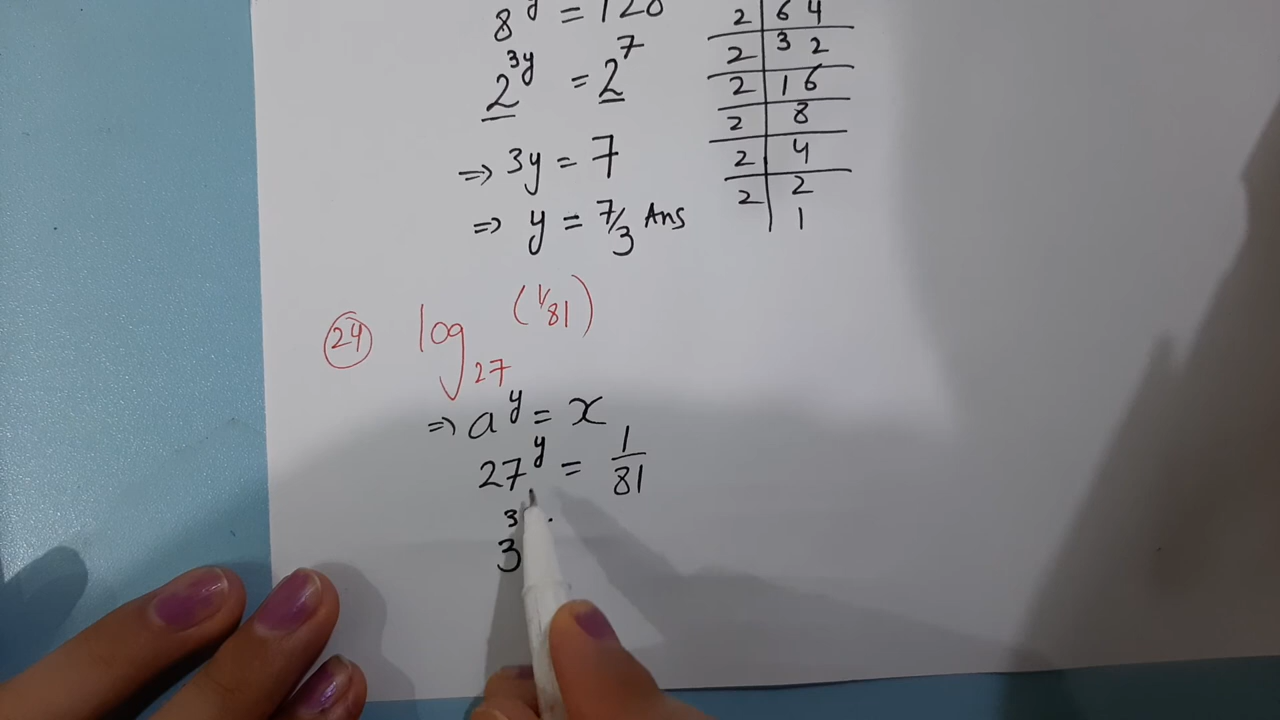 8^y = 128
2^3y = 2^7
⇒ 3y = 7
⇒ y = 7/3 Ans
2 | 64
2 | 32
2 | 16
2 | 8
2 | 4
2 | 2
1
24 log_27 (1/81)
⇒ a^y = x
27^y = 1/81
3^3